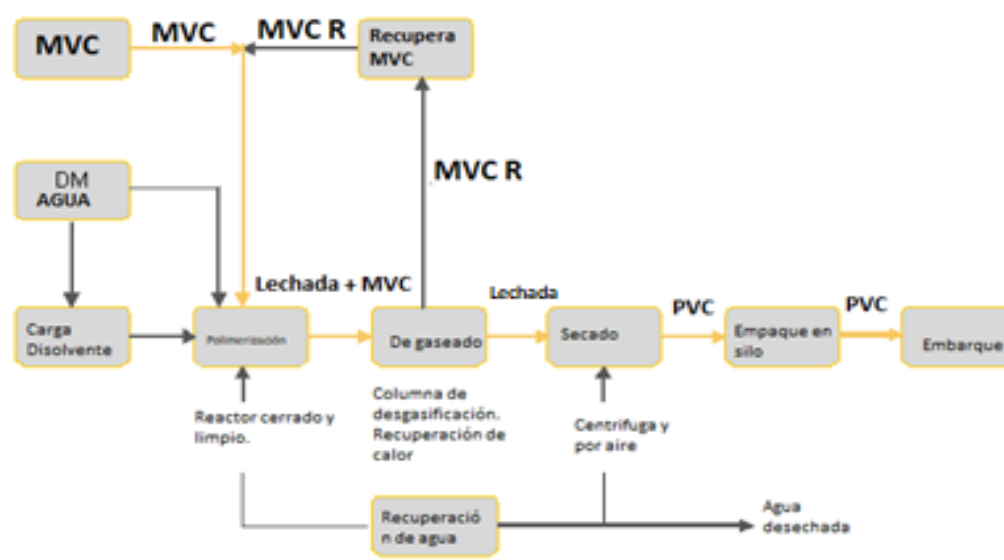 MVC
MVC
MVC R
Recupera
MVC
DM
AGUA
MVC R
Lechada + MVC
Lechada
PVC
PVC
Carga
Disolvente
Polimerización
De gaseado
Secado
Empaque en
silo
Embarque
Reactor cerrado y
limpio.
Columna de
desgasificación.
Recuperación de
calor
Centrifuga y
por aire
Recuperació
n de agua
Agua
desechada